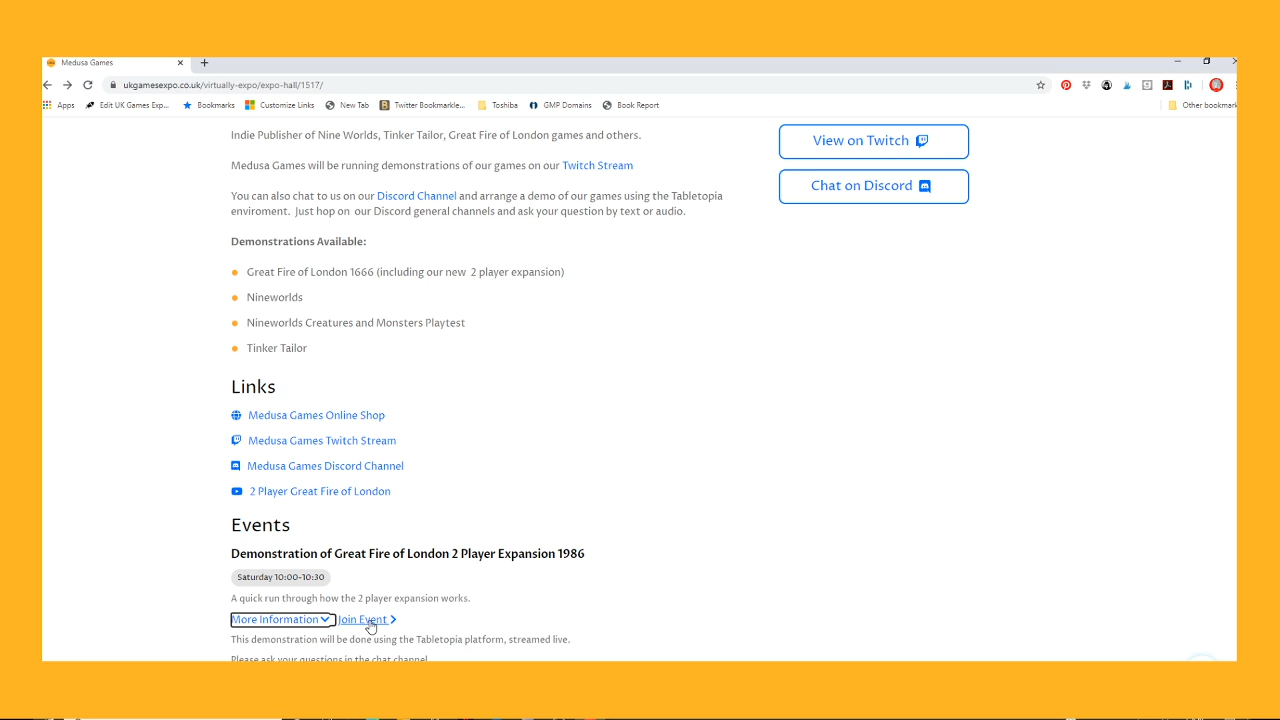 Medusa Games
ukgamesexpo.co.uk/virtually-expo/expo-hall/1517/
Apps Edit UK Games Exp... Bookmarks Customize Links New Tab Twitter Bookmarkle... Toshiba GMP Domains Book Report Other bookmark
Indie Publisher of Nine Worlds, Tinker Tailor, Great Fire of London games and others.
View on Twitch
Medusa Games will be running demonstrations of our games on our Twitch Stream
Chat on Discord
You can also chat to us on our Discord Channel and arrange a demo of our games using the Tabletopia
enviroment. Just hop on our Discord general channels and ask your question by text or audio.
Demonstrations Available:
Great Fire of London 1666 (including our new 2 player expansion)
Nineworlds
Nineworlds Creatures and Monsters Playtest
Tinker Tailor
Links
Medusa Games Online Shop
Medusa Games Twitch Stream
Medusa Games Discord Channel
2 Player Great Fire of London
Events
Demonstration of Great Fire of London 2 Player Expansion 1986
Saturday 10:00-10:30
A quick run through how the 2 player expansion works.
More Information Join Event
This demonstration will be done using the Tabletopia platform, streamed live.
Please ask your questions in the chat channel